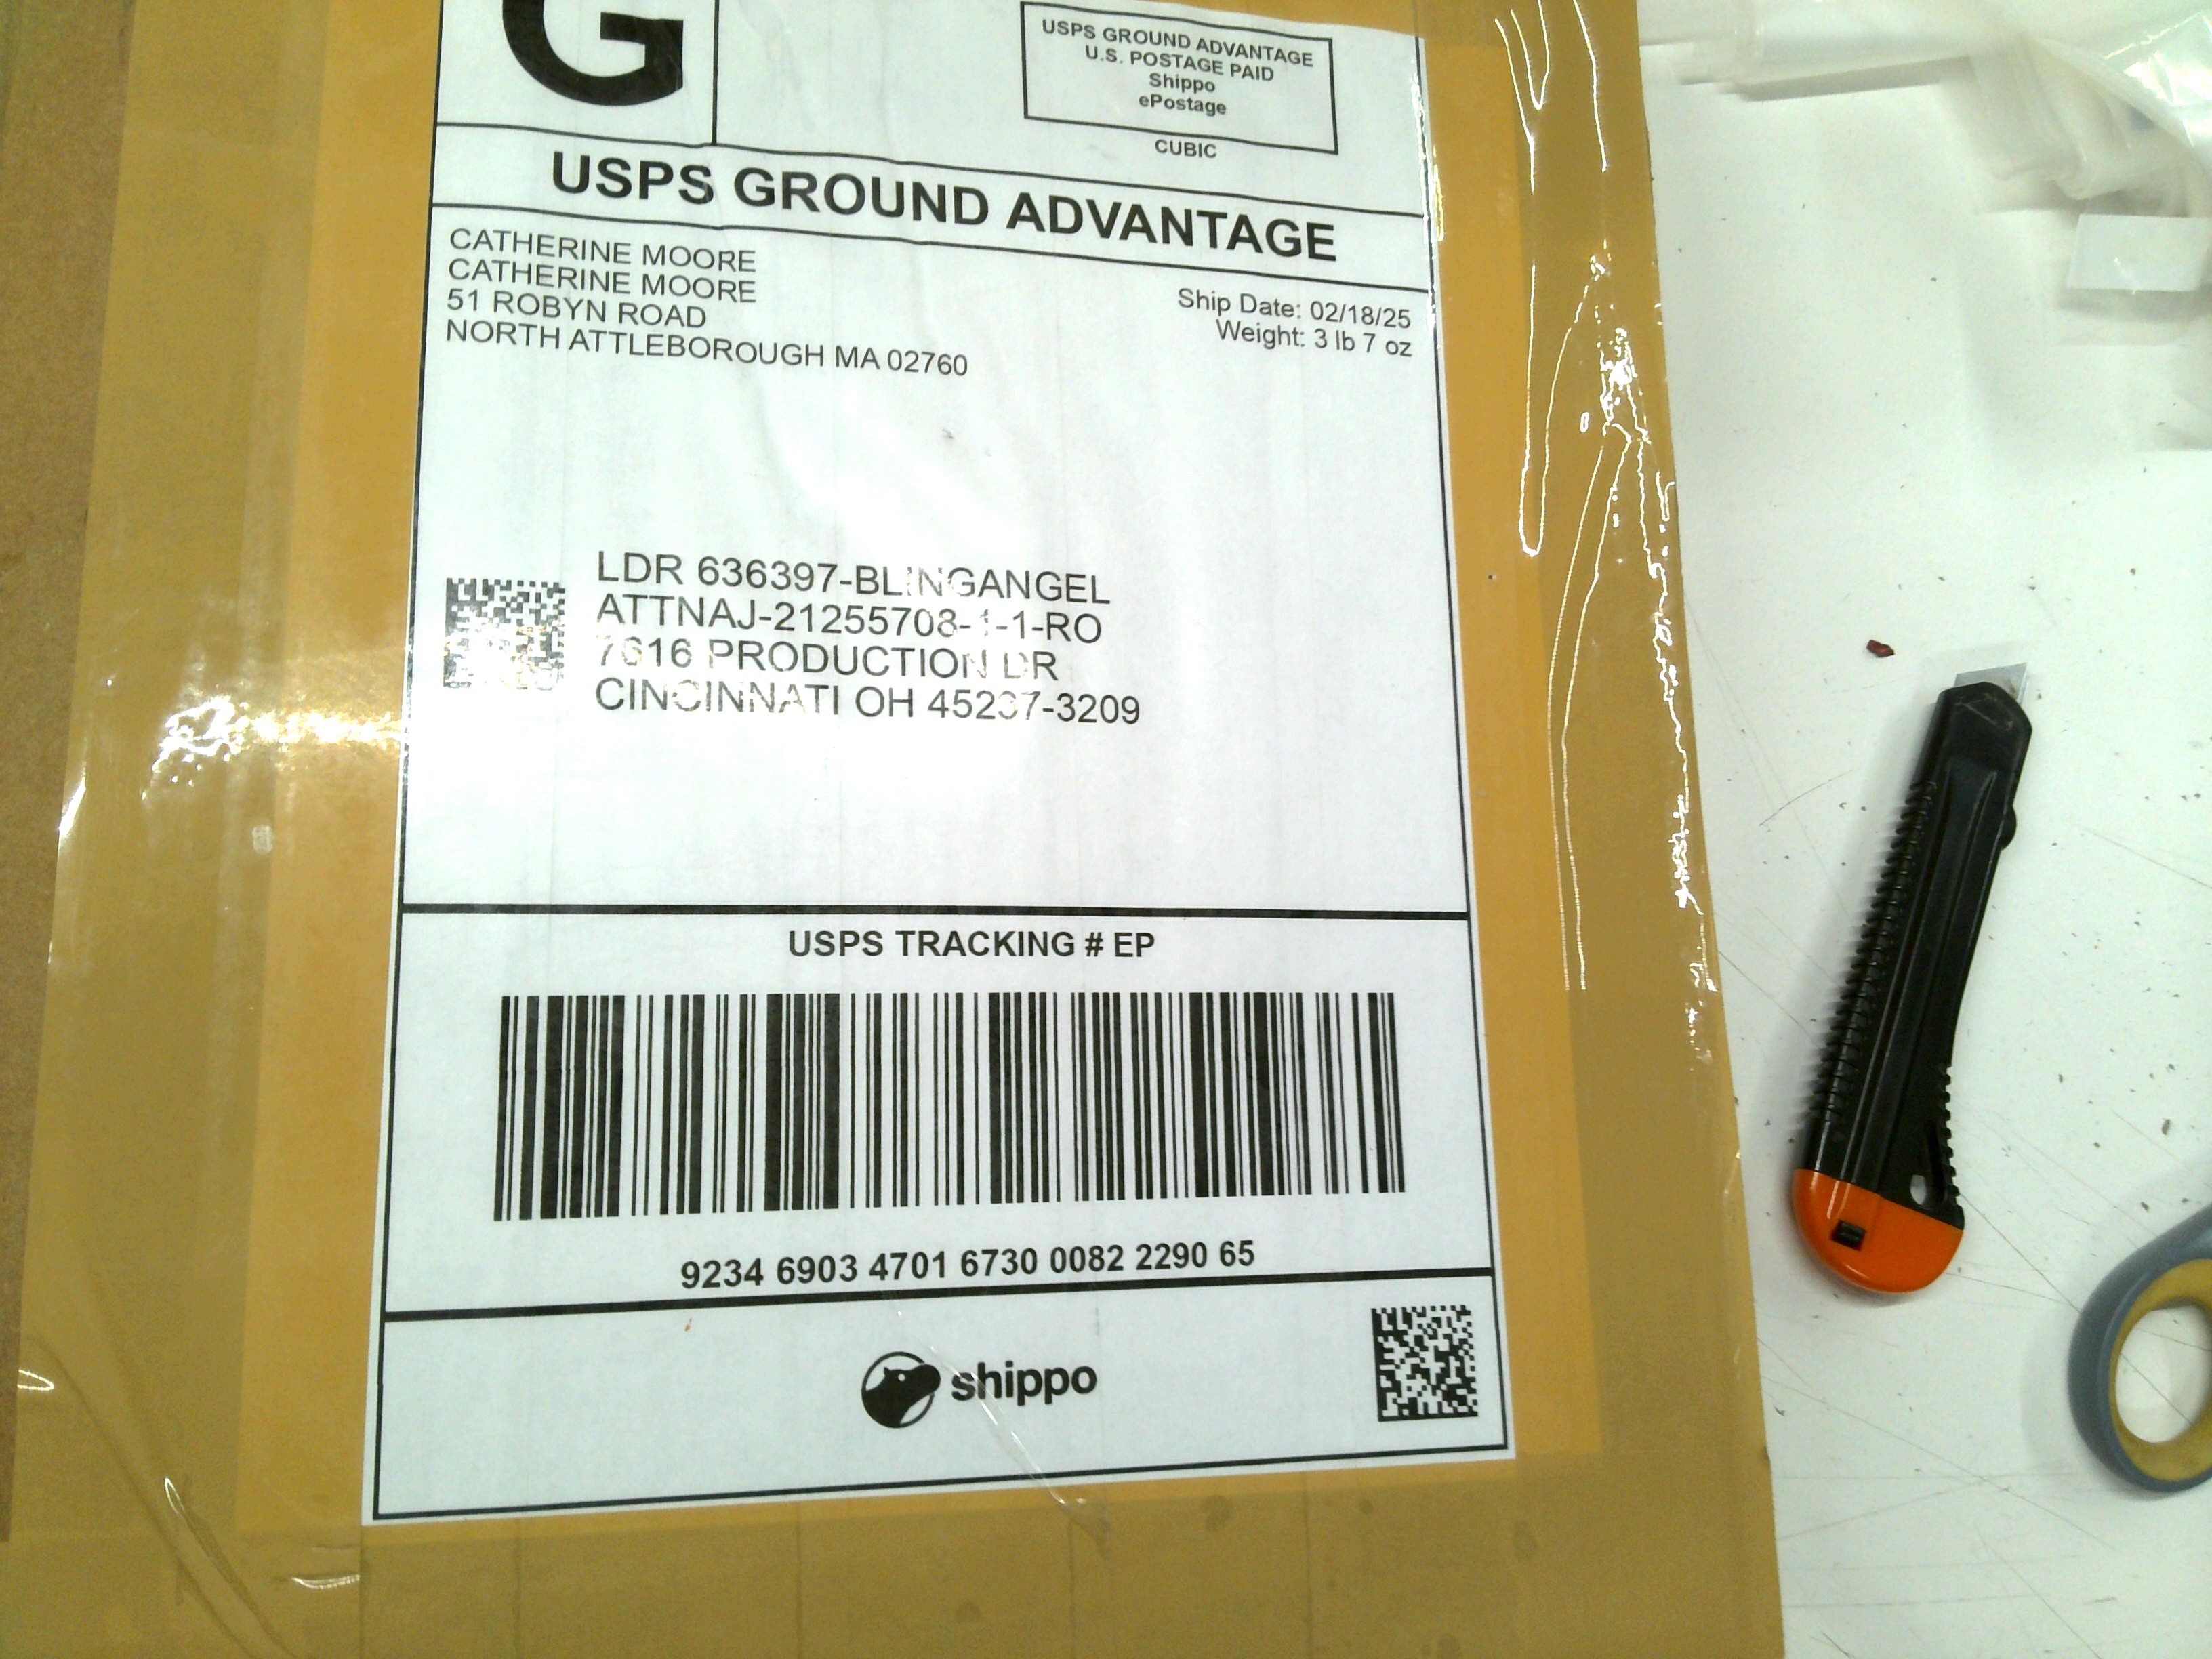 G
USPS GROUND ADVANTAGE
U.S. POSTAGE PAID
Shippo
ePostage
CUBIC
USPS GROUND ADVANTAGE
CATHERINE MOORE
CATHERINE MOORE
51 ROBYN ROAD
NORTH ATTLEBOROUGH MA 02760
Ship Date: 02/18/25
Weight: 3 lb 7 oz
LDR 636397-BLINGANGEL
ATTNAJ-21255708-1-1-RO
7616 PRODUCTION DR
CINCINNATI OH 45237-3209
USPS TRACKING # EP
9234 6903 4701 6730 0082 2290 65
shippo